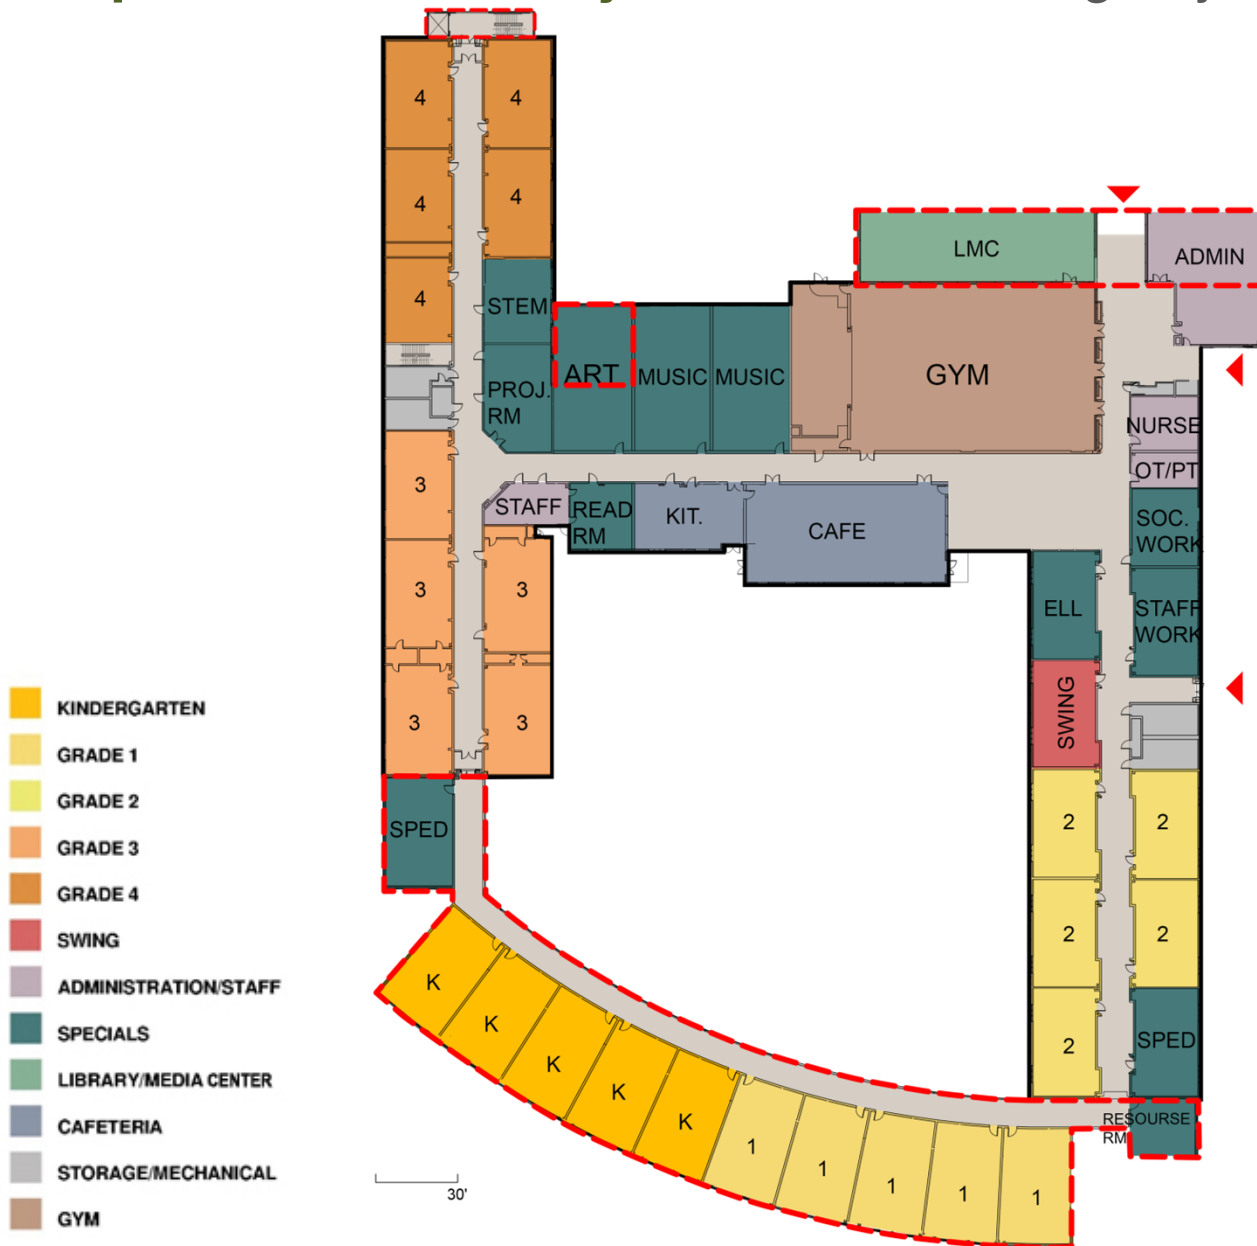 4
4
4
4
4
STEM
PROJ.
RM
ART
MUSIC
MUSIC
GYM
LMC
ADMIN
NURSE
OT/PT
SOC.
WORK
STAFF
WORK
3
STAFF
READ
RM
KIT.
CAFE
3
3
3
3
ELL
SWING
2
2
2
2
2
SPED
RESOURSE
RM
SPED
K
K
K
K
K
1
1
1
1
1
30'
KINDERGARTEN
GRADE 1
GRADE 2
GRADE 3
GRADE 4
SWING
ADMINISTRATION/STAFF
SPECIALS
LIBRARY/MEDIA CENTER
CAFETERIA
STORAGE/MECHANICAL
GYM